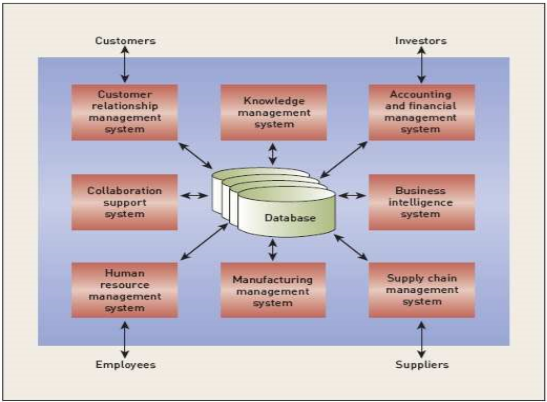 Customers
Investors
Customer
relationship
management
system
Knowledge
management
system
Accounting
and financial
management
system
Collaboration
support
system
Database
Business
intelligence
system
Human
resource
management
system
Manufacturing
management
system
Supply chain
management
system
Employees
Suppliers